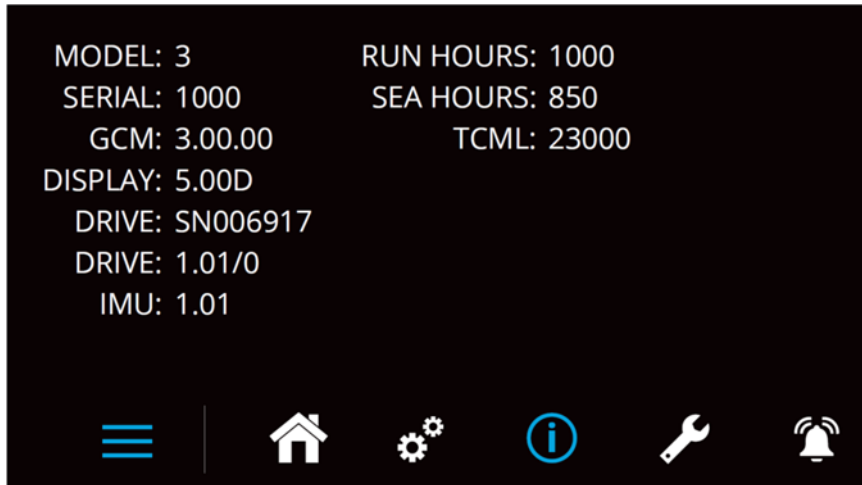 MODEL: 3
SERIAL: 1000
GCM: 3.00.00
DISPLAY: 5.00D
DRIVE: SN006917
DRIVE: 1.01/0
IMU: 1.01
RUN HOURS: 1000
SEA HOURS: 850
TCML: 23000